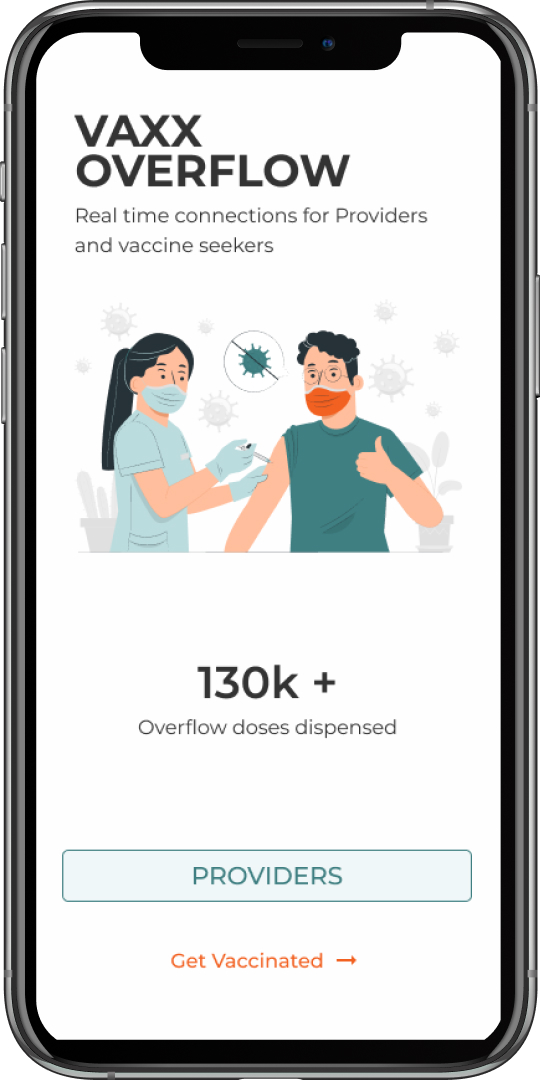 VAXX
OVERFLOW
Real time connections for Providers
and vaccine seekers
130k +
Overflow doses dispensed
PROVIDERS
Get Vaccinated →